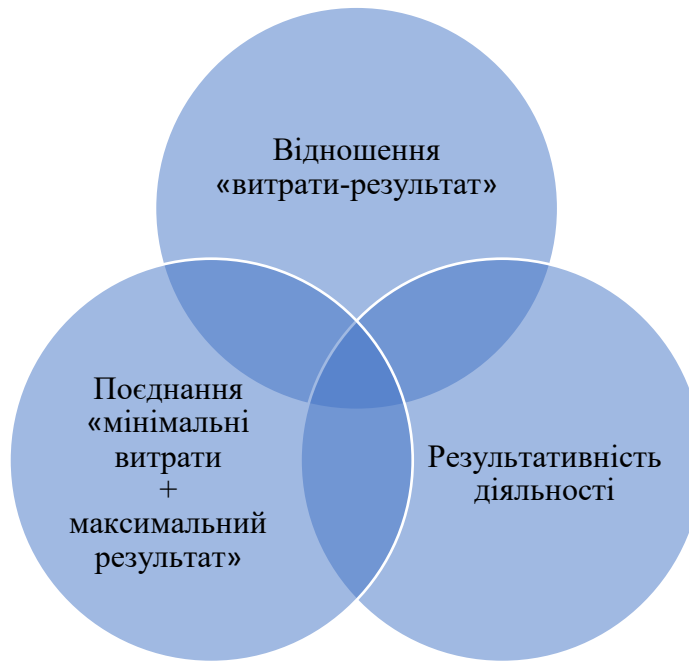 Відношення
«витрати-результат»
Поєднання
«мінімальні
витрати
+
максимальний
результат»
Результативність
діяльності